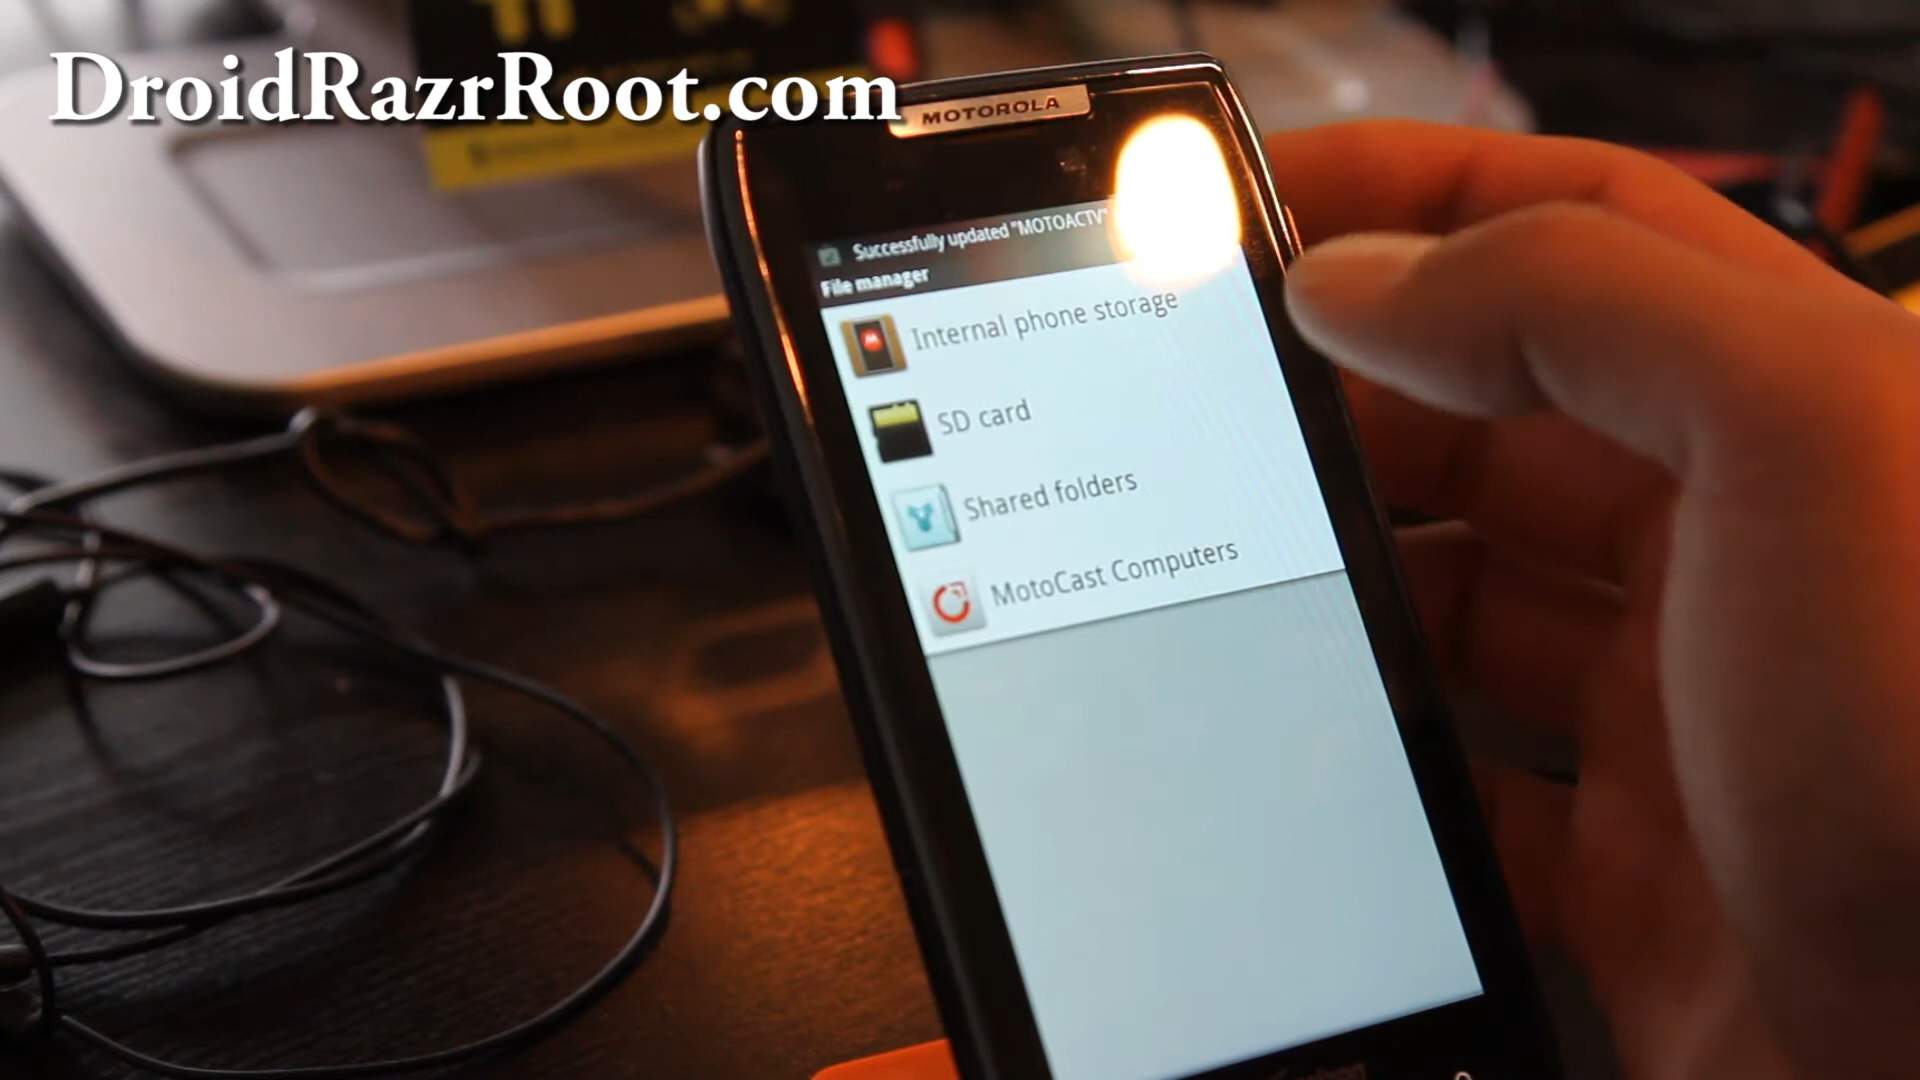 DroidRazrRoot.com
MOTOROLA
Successfully updated "MOTOACTV"
File manager
Internal phone storage
SD card
Shared folders
MotoCast Computers